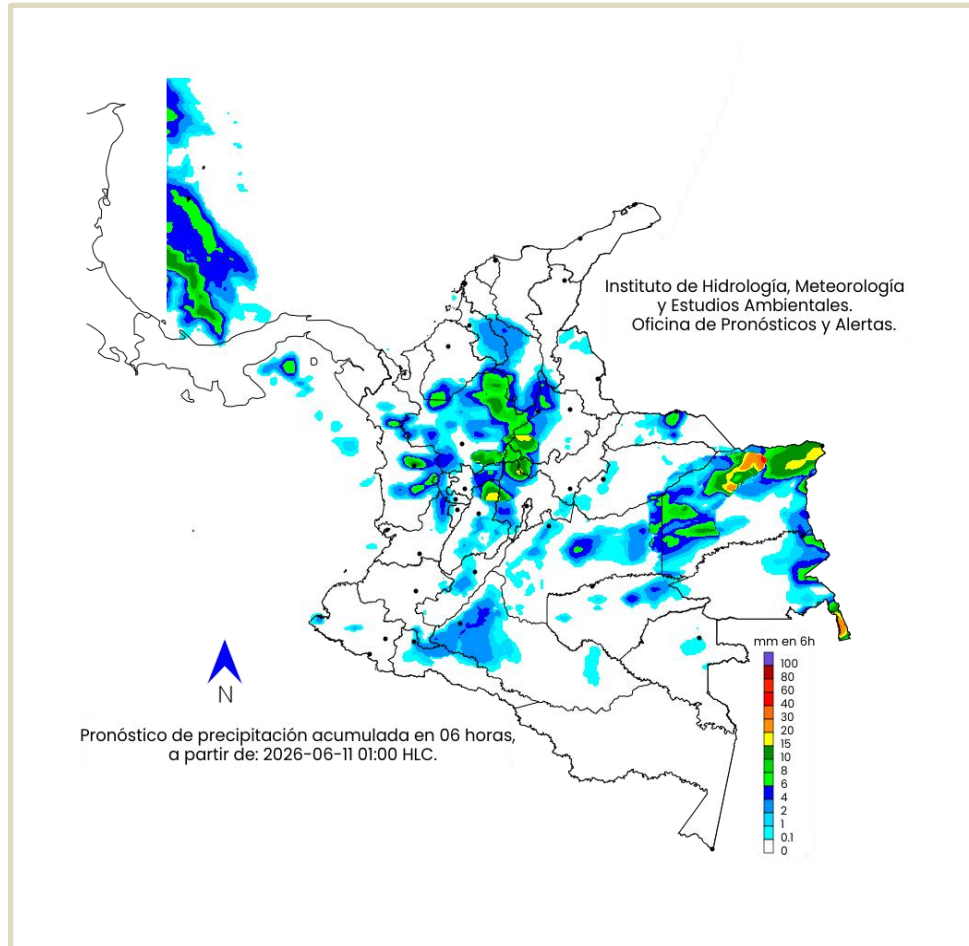 Instituto de Hidrología, Meteorología
y Estudios Ambientales.
Oficina de Pronósticos y Alertas.
mm en 6h
100
80
60
40
30
20
15
10
8
6
4
2
1
0.1
0
N
Pronóstico de precipitación acumulada en 06 horas,
a partir de: 2026-06-11 01:00 HLC.